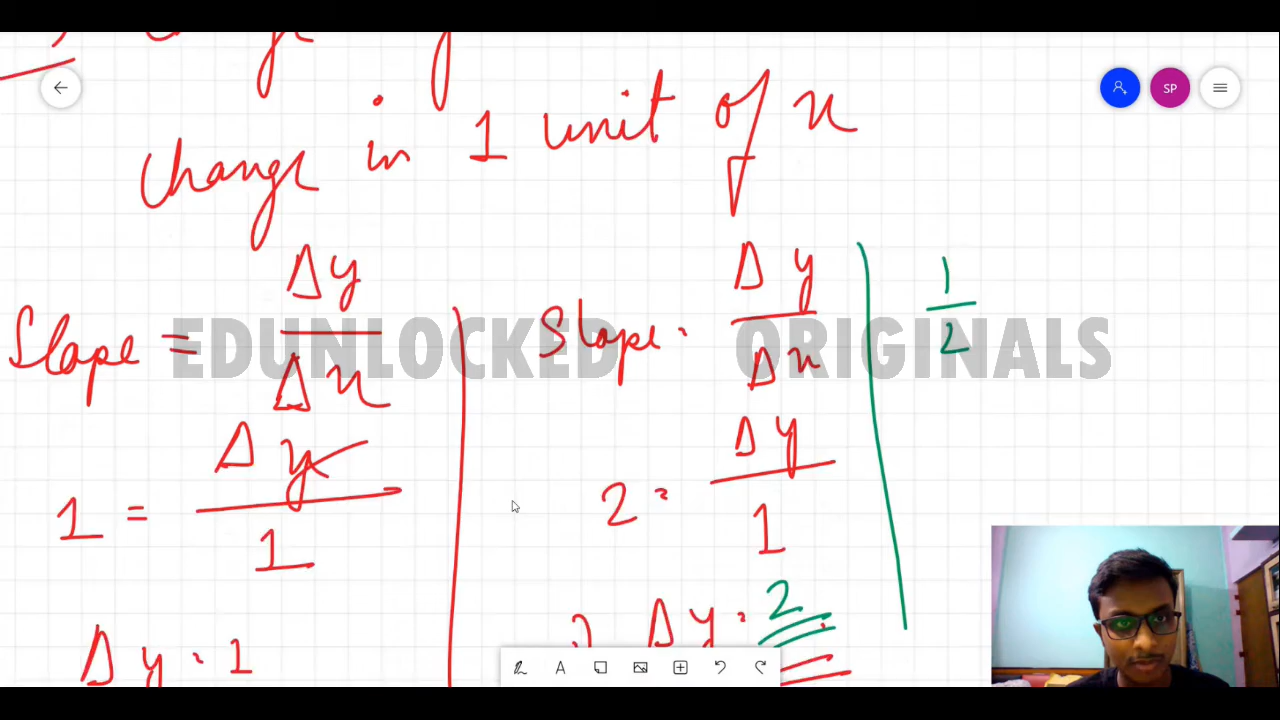 change in 1 unit of x
Slope = Δy / Δx
1 = Δy / 1
Δy = 1
Slope = Δy / Δx
2 = Δy / 1
Δy = 2
1 / 2
EDUNLOCKED ORIGINALS
SP
A